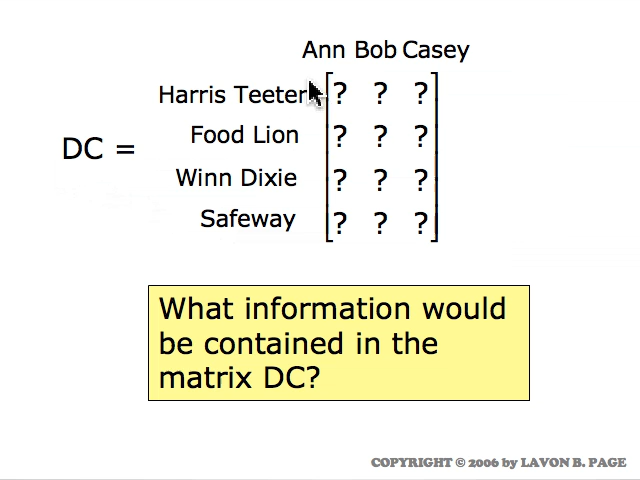 Ann Bob Casey
Harris Teeter ? ? ?
Food Lion ? ? ?
DC =
Winn Dixie ? ? ?
Safeway ? ? ?
What information would
be contained in the
matrix DC?
COPYRIGHT © 2006 by LAVON B. PAGE